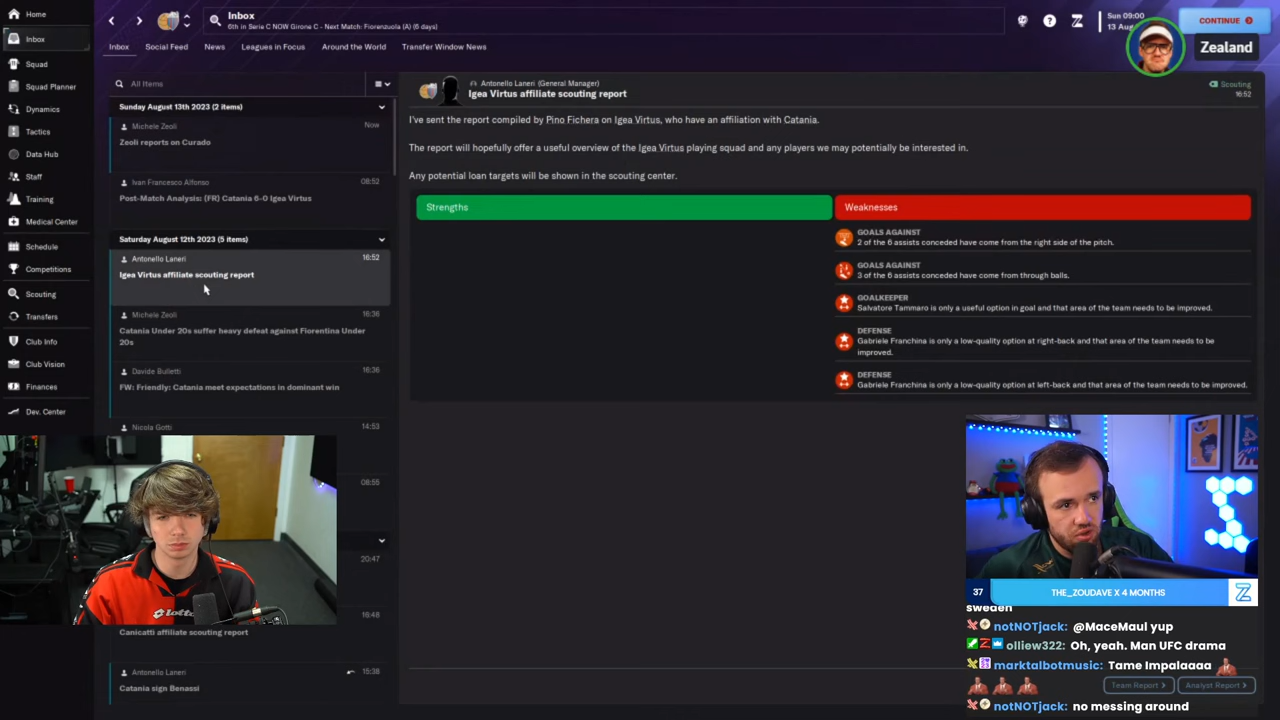 Home
Inbox
Squad
Squad Planner
Dynamics
Tactics
Data Hub
Staff
Training
Medical Center
Schedule
Competitions
Scouting
Transfers
Club Info
Club Vision
Finances
Dev. Center
Inbox
6th in Serie C NOW Girone C - Next Match: Fiorenzuola (A) (6 days)
Sun 09:00
13 Aug
CONTINUE
Zealand
Inbox
Social Feed
News
Leagues in Focus
Around the World
Transfer Window News
All Items
Sunday August 13th 2023 (2 items)
Michele Zeoli
Now
Zeoli reports on Curado
Ivan Francesco Alfonso
08:52
Post-Match Analysis: (FR) Catania 6-0 Igea Virtus
Saturday August 12th 2023 (5 items)
Antonello Laneri
16:52
Igea Virtus affiliate scouting report
Michele Zeoli
16:36
Catania Under 20s suffer heavy defeat against Fiorentina Under
20s
Davide Bulletti
16:36
FW: Friendly: Catania meet expectations in dominant win
Nicola Gotti
14:53
08:55
20:47
16:48
Canicatti affiliate scouting report
Antonello Laneri
15:38
Catania sign Benassi
Antonello Laneri (General Manager)
Igea Virtus affiliate scouting report
Scouting
16:52
I've sent the report compiled by Pino Fichera on Igea Virtus, who have an affiliation with Catania.
The report will hopefully offer a useful overview of the Igea Virtus playing squad and any players we may potentially be interested in.
Any potential loan targets will be shown in the scouting center.
Strengths
Weaknesses
GOALS AGAINST
2 of the 6 assists conceded have come from the right side of the pitch.
GOALS AGAINST
3 of the 6 assists conceded have come from through balls.
GOALKEEPER
Salvatore Tammaro is only a useful option in goal and that area of the team needs to be improved.
DEFENSE
Gabriele Franchina is only a low-quality option at right-back and that area of the team needs to be
improved.
DEFENSE
Gabriele Franchina is only a low-quality option at left-back and that area of the team needs to be improved.
lotto
37
THE_ZOUDAVE X 4 MONTHS
sweden
notNOTjack: @MaceMaul yup
olliew322: Oh, yeah. Man UFC drama
marktalbotmusic: Tame Impalaaaa
Team Report
Analyst Report
notNOTjack: no messing around